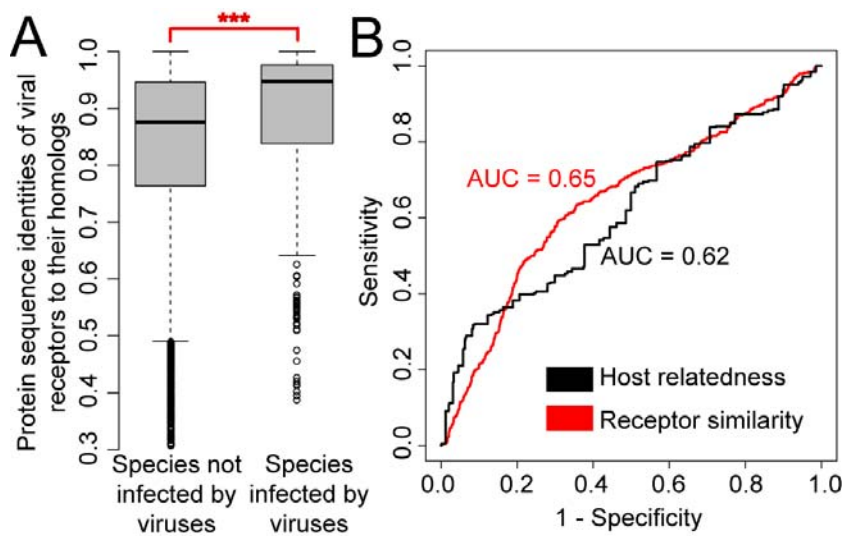 A
***
Protein sequence identities of viral
receptors to their homologs
1.0
0.9
0.8
0.7
0.6
0.5
0.4
0.3
Species not
infected by
viruses
Species
infected by
viruses
B
Sensitivity
1.0
0.8
0.6
0.4
0.2
0.0
AUC = 0.65
AUC = 0.62
Host relatedness
Receptor similarity
0.0 0.2 0.4 0.6 0.8 1.0
1 - Specificity